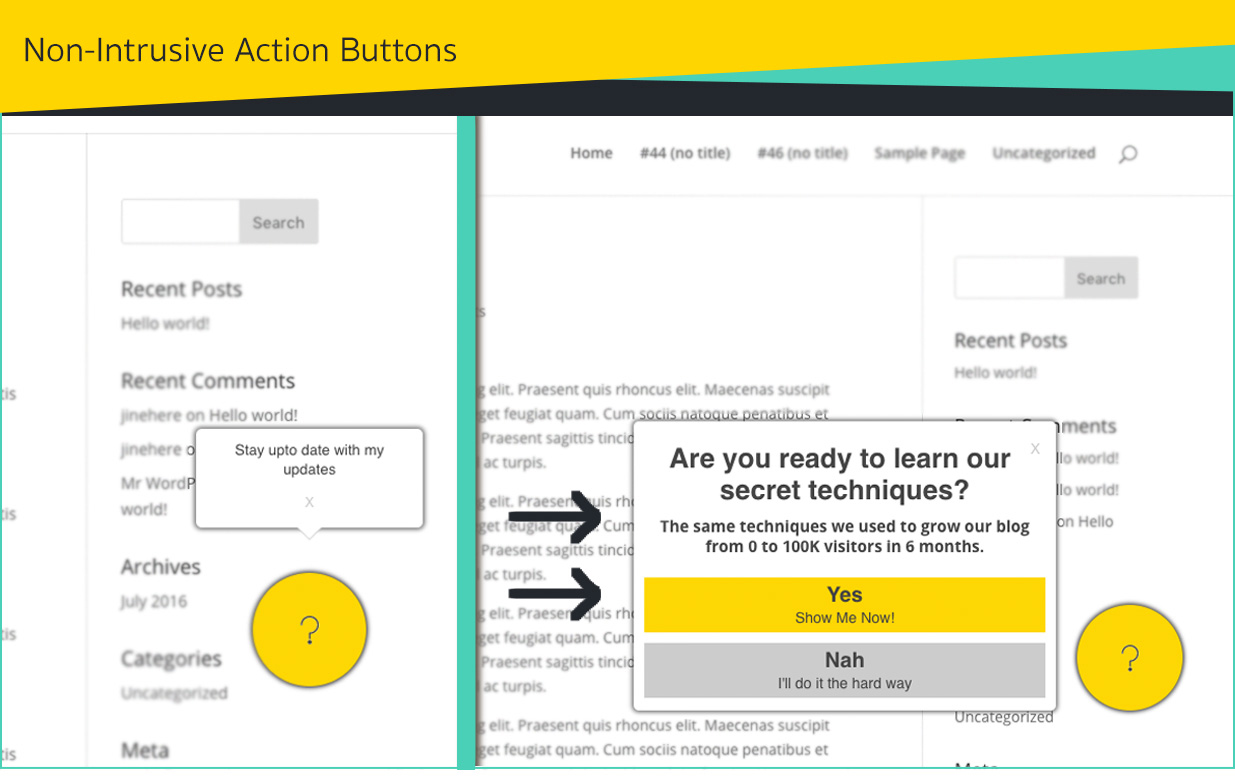 Non-Intrusive Action Buttons
Search
Recent Posts
Hello world!
Recent Comments
tis
jinehere on Hello world!
jinehere o
Stay upto date with my
updates
X
Mr WordP
world!
tis
Archives
July 2016
?
tis
Categories
Uncategorized
Meta
tis
Home #44 (no title) #46 (no title) Sample Page Uncategorized
Search
s
Recent Posts
Hello world!
g elit. Praesent quis rhoncus elit. Maecenas suscipit
get feugiat quam. Cum sociis natoque penatibus et
Praesent sagittis tincid
ac turpis.
g elit. Praesen quis rh
get feugiat qua Cum
Praesent sagittis tincid
ac turpis.
g elit. Praesen quis rh
get feugiat quam. Cum
Praesent sagittis tincid
ac turpis.
g elit. Praesent quis rhoncus elit. Maecenas suscipit
get feugiat quam. Cum sociis natoque penatibus et
Recent Comments
llo world!
llo world!
on Hello
X
Are you ready to learn our
secret techniques?
The same techniques we used to grow our blog
from 0 to 100K visitors in 6 months.
Yes
Show Me Now!
Nah
I'll do it the hard way
?
Uncategorized